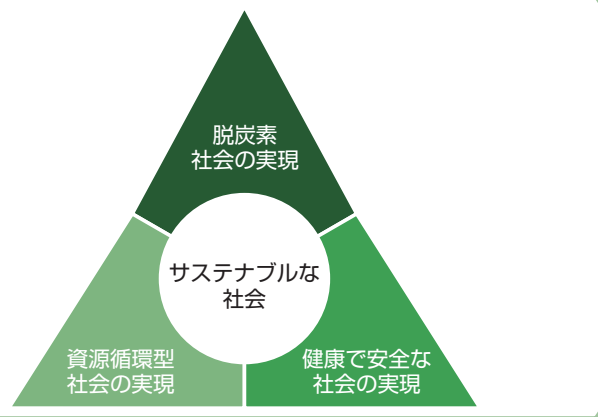 脱炭素
社会の実現
サステナブルな
社会
資源循環型
社会の実現
健康で安全な
社会の実現